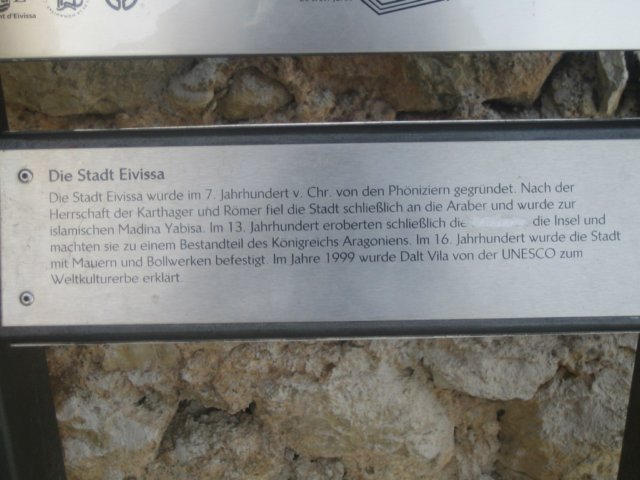 nt d'Eivissa
Die Stadt Eivissa
Die Stadt Eivissa wurde im 7. Jahrhundert v. Chr. von den Phöniziern gegründet. Nach der
Herrschaft der Karthager und Römer fiel die Stadt schließlich an die Araber und wurde zur
islamischen Madina Yabisa. Im 13. Jahrhundert eroberten schließlich die die Insel und
machten sie zu einem Bestandteil des Königreichs Aragoniens. Im 16. Jahrhundert wurde die Stadt
mit Mauern und Bollwerken befestigt. Im Jahre 1999 wurde Dalt Vila von der UNESCO zum
Weltkulturerbe erklärt.